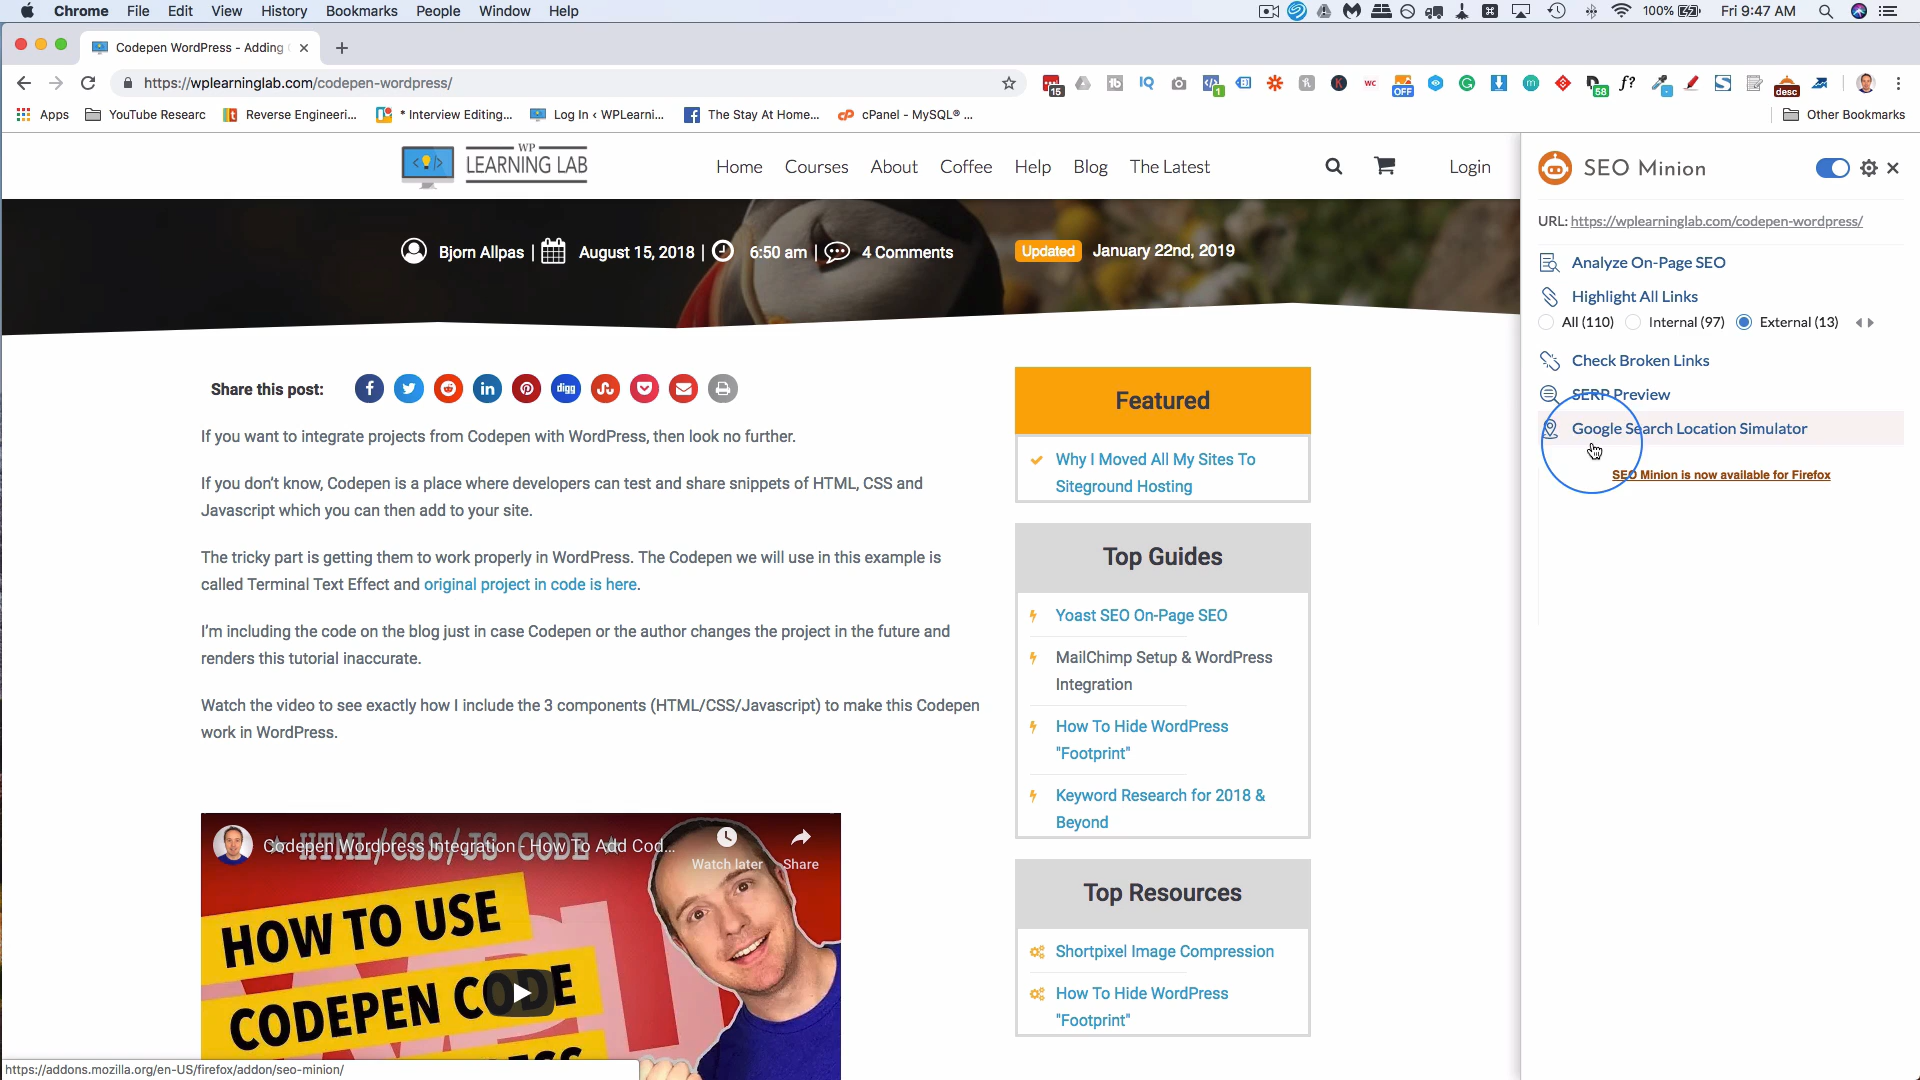 Chrome File Edit View History Bookmarks People Window Help
100% Fri 9:47 AM
Codepen WordPress - Adding
https://wplearninglab.com/codepen-wordpress/
15 1 WC OFF 58 f? desc
Apps YouTube Researc Reverse Engineeri... * Interview Editing... Log In ‹ WPLearni... The Stay At Home... cPanel - MySQL® ... Other Bookmarks
WP
LEARNING LAB
Home Courses About Coffee Help Blog The Latest Login
Bjorn Allpas | August 15, 2018 | 6:50 am | 4 Comments Updated January 22nd, 2019
Share this post: digg
If you want to integrate projects from Codepen with WordPress, then look no further.
If you don’t know, Codepen is a place where developers can test and share snippets of HTML, CSS and
Javascript which you can then add to your site.
The tricky part is getting them to work properly in WordPress. The Codepen we will use in this example is
called Terminal Text Effect and original project in code is here.
I’m including the code on the blog just in case Codepen or the author changes the project in the future and
renders this tutorial inaccurate.
Watch the video to see exactly how I include the 3 components (HTML/CSS/Javascript) to make this Codepen
work in WordPress.
HTML/CSS/JS CODE
Codepen Wordpress Integration - How To Add Cod...
Watch later Share
HOW TO USE
CODEPEN CODE
Featured
Why I Moved All My Sites To
Siteground Hosting
Top Guides
Yoast SEO On-Page SEO
MailChimp Setup & WordPress
Integration
How To Hide WordPress
"Footprint"
Keyword Research for 2018 &
Beyond
Top Resources
Shortpixel Image Compression
How To Hide WordPress
"Footprint"
SEO Minion
URL: https://wplearninglab.com/codepen-wordpress/
Analyze On-Page SEO
Highlight All Links
All (110) Internal (97) External (13)
Check Broken Links
SERP Preview
Google Search Location Simulator
SEO Minion is now available for Firefox
https://addons.mozilla.org/en-US/firefox/addon/seo-minion/